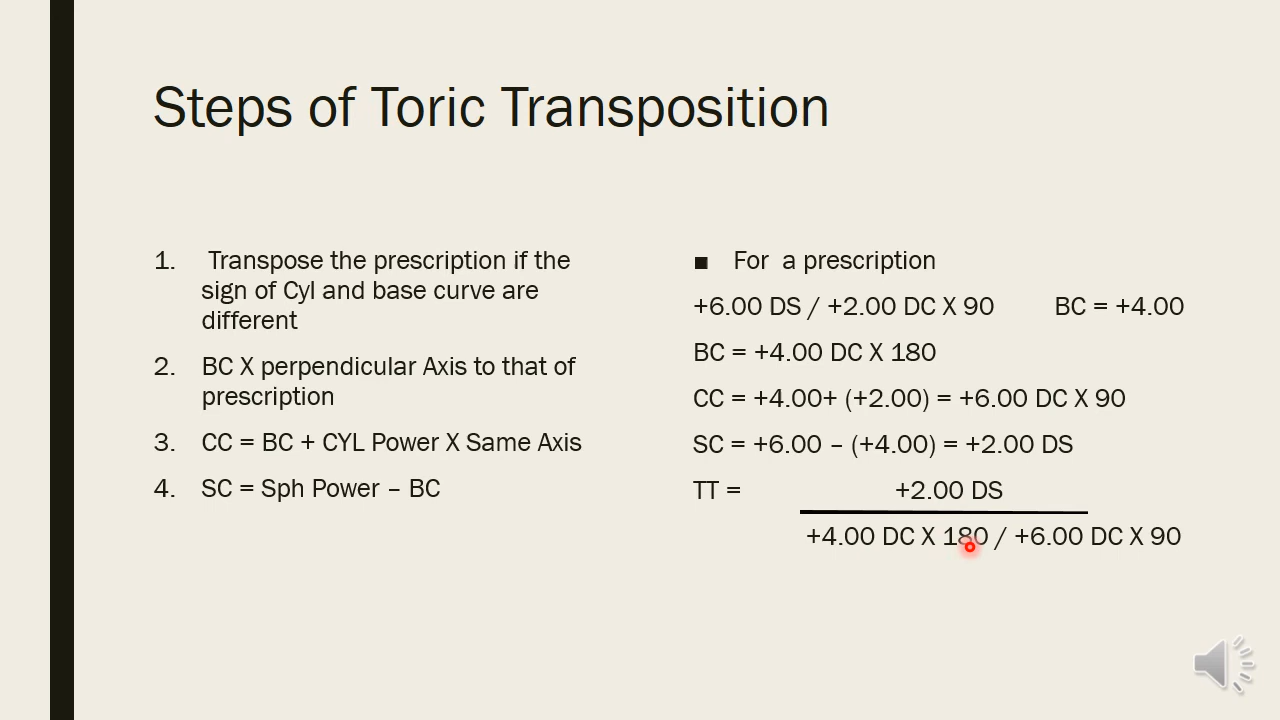 Steps of Toric Transposition
1. Transpose the prescription if the
sign of Cyl and base curve are
different
2. BC X perpendicular Axis to that of
prescription
3. CC = BC + CYL Power X Same Axis
4. SC = Sph Power – BC
■ For a prescription
+6.00 DS / +2.00 DC X 90 BC = +4.00
BC = +4.00 DC X 180
CC = +4.00+ (+2.00) = +6.00 DC X 90
SC = +6.00 – (+4.00) = +2.00 DS
TT = +2.00 DS
+4.00 DC X 180 / +6.00 DC X 90